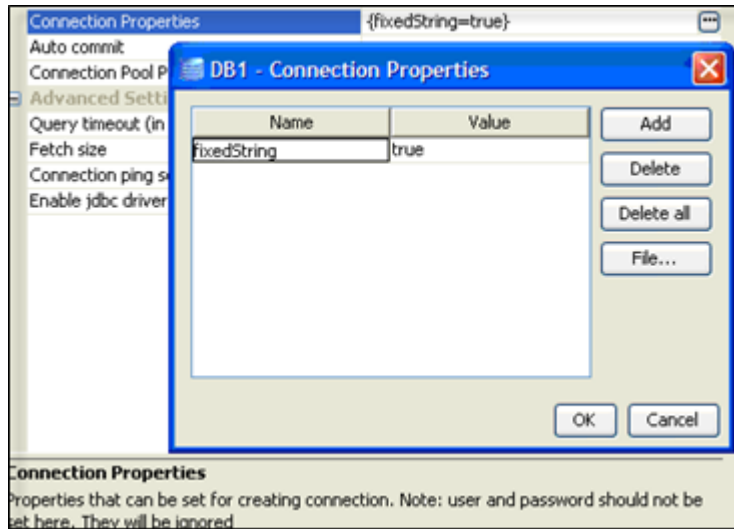 Connection Properties {fixedString=true}
Auto commit
Connection Pool P
Advanced Setti
Query timeout (in
Fetch size
Connection ping se
Enable jdbc driver
DB1 - Connection Properties
Name Value
fixedString true
Add
Delete
Delete all
File...
OK Cancel
Connection Properties
Properties that can be set for creating connection. Note: user and password should not be
set here. They will be ignored